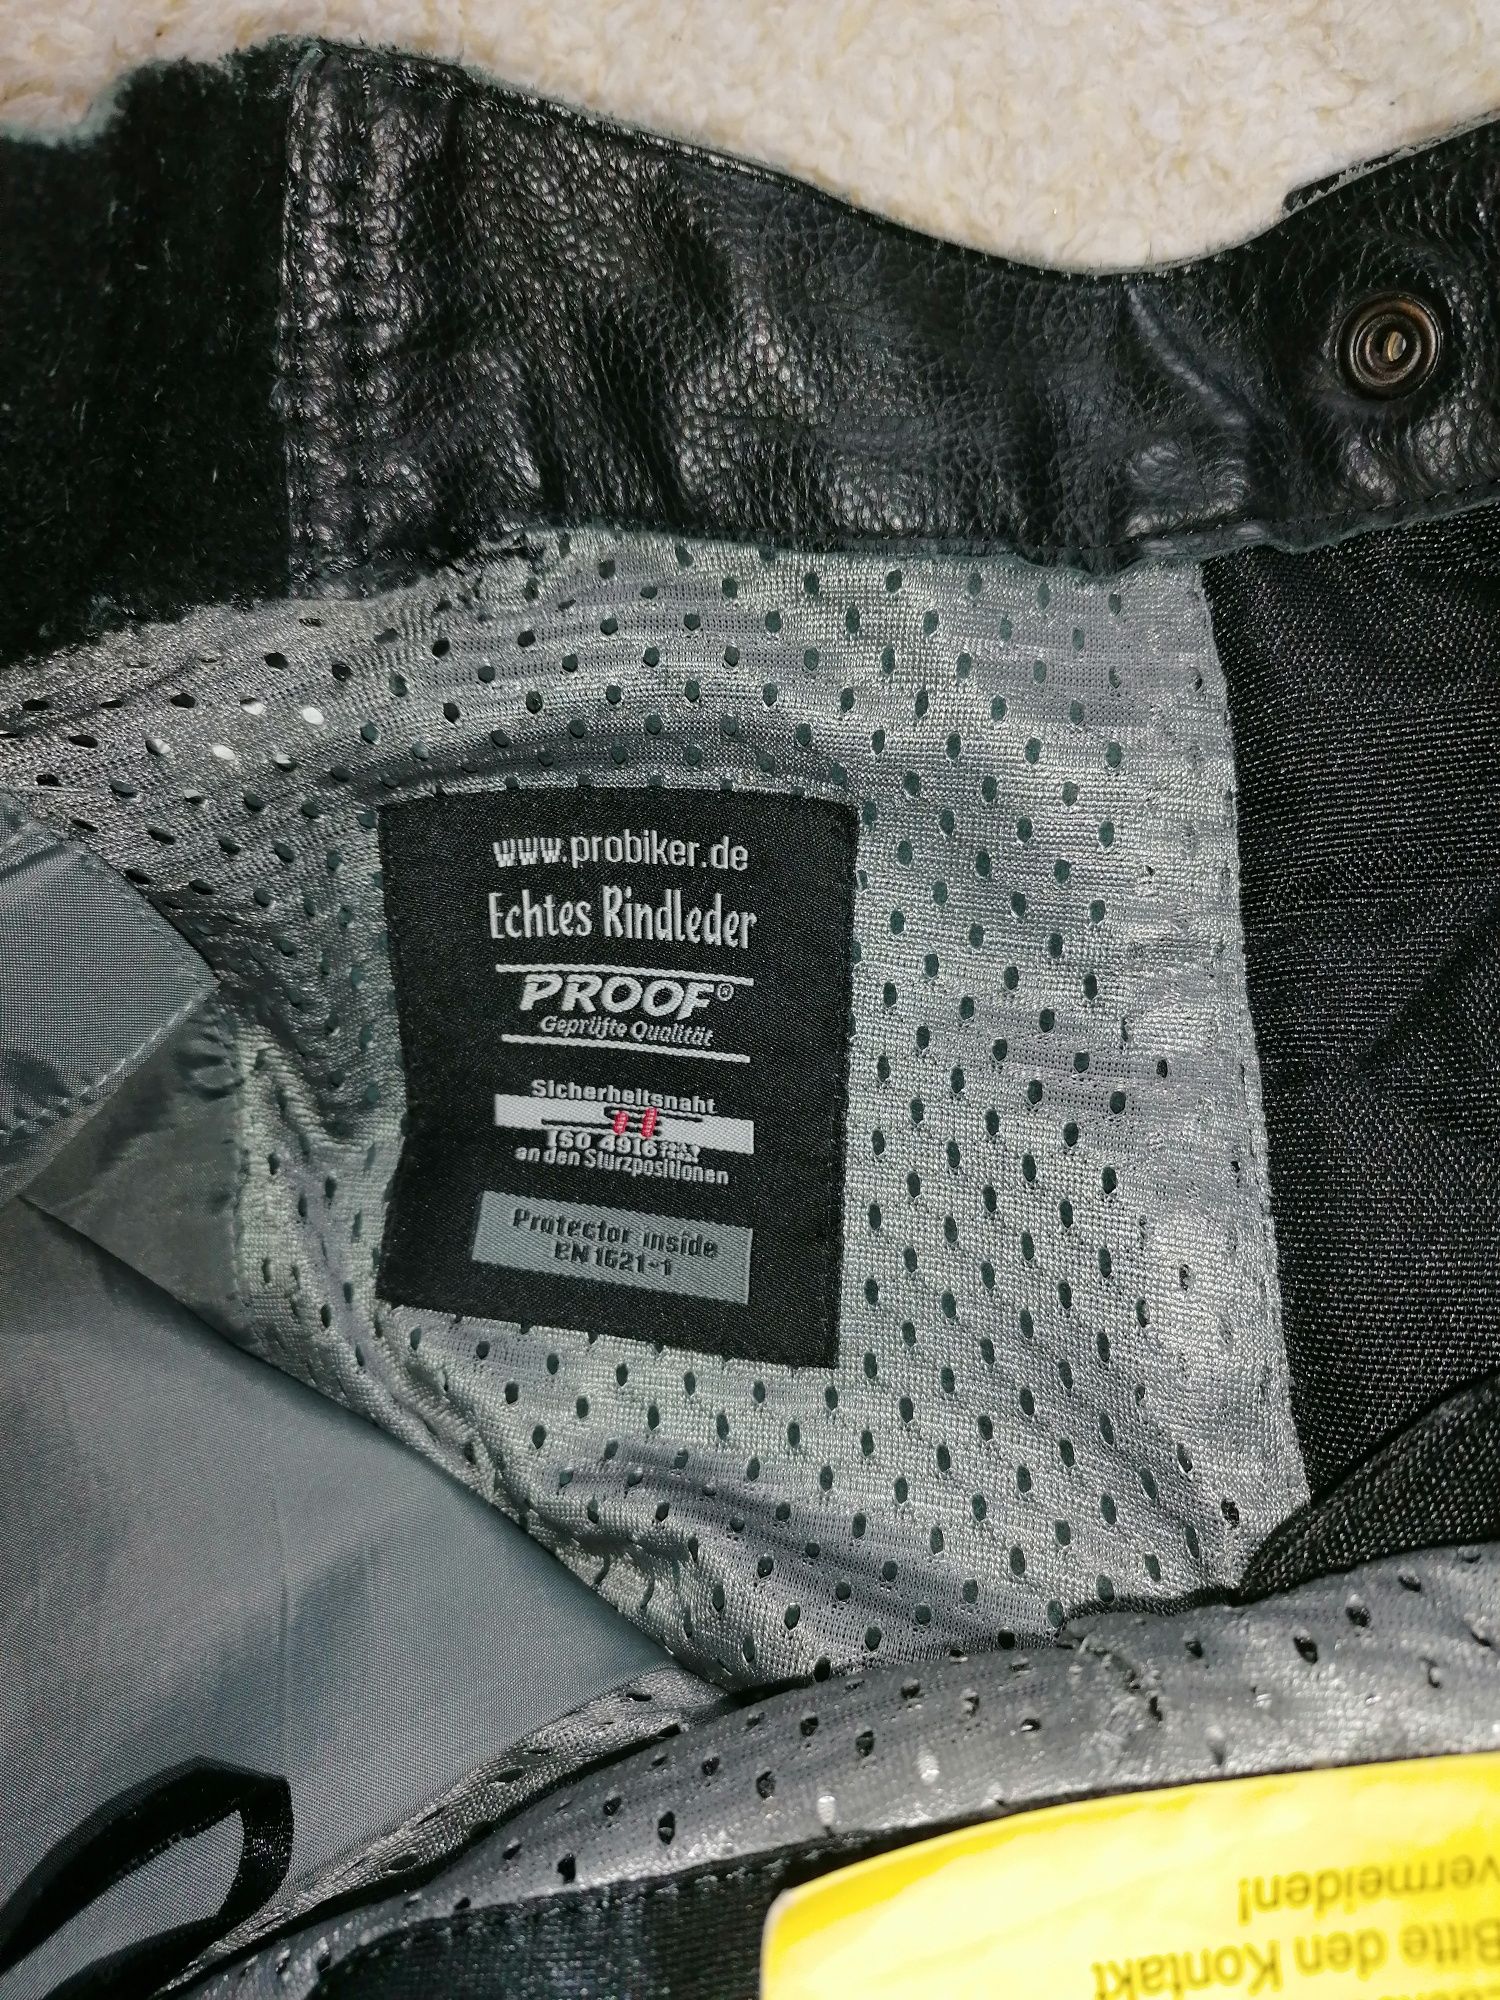 www.probiker.de
Echtes Rindleder
PROOF®
Geprüfte Qualität
Sicherheitsnaht
ISO 4916
an den Sturzpositionen
Protector inside
EN 1621-1
Bitte den Kontakt
vermeiden!